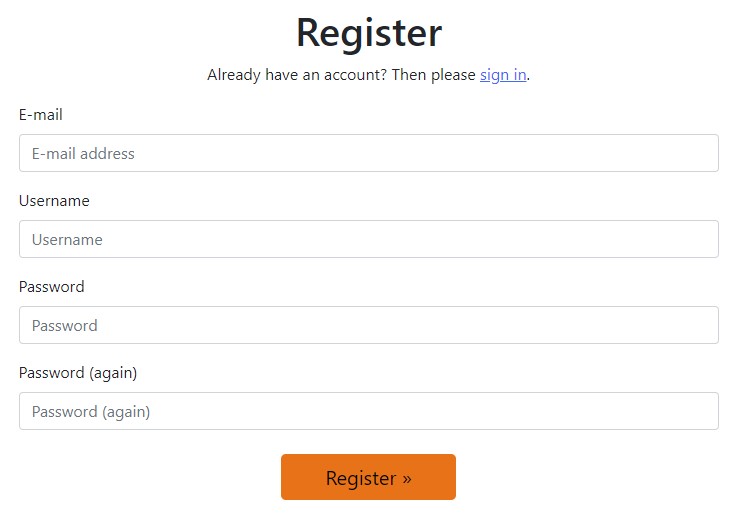 Register
Already have an account? Then please sign in.
E-mail
E-mail address
Username
Username
Password
Password
Password (again)
Password (again)
Register »